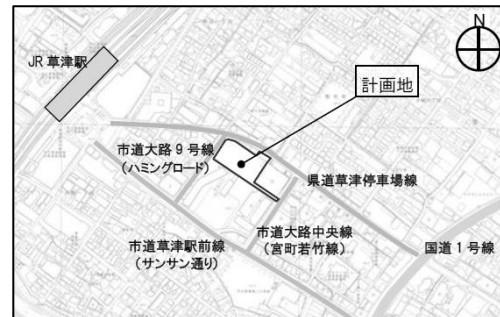 N
JR草津駅
計画地
市道大路9号線
（ハミングロード）
県道草津停車場線
市道大路中央線
（宮町若竹線）
市道草津駅前線
（サンサン通り）
国道1号線